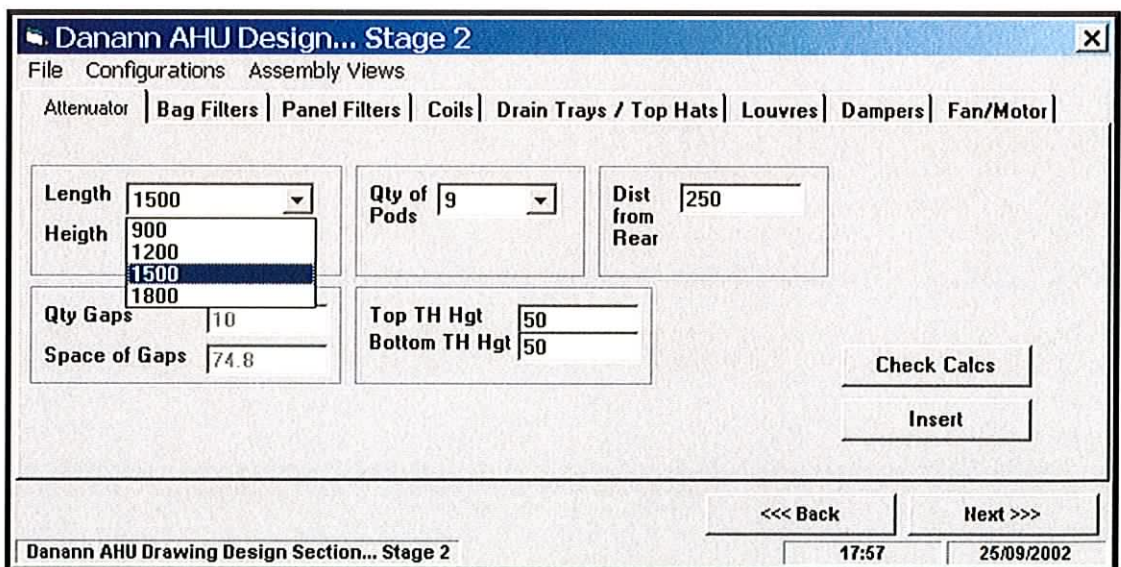 Danann AHU Design... Stage 2
File Configurations Assembly Views
Attenuator Bag Filters Panel Filters Coils Drain Trays / Top Hats Louvres Dampers Fan/Motor
Length 1500
Heigth
900
1200
1500
1800
Qty of Pods 9
Dist from Rear 250
Qty Gaps 10
Space of Gaps 74.8
Top TH Hgt 50
Bottom TH Hgt 50
Check Calcs
Insert
<<< Back Next >>>
Danann AHU Drawing Design Section... Stage 2 17:57 25/09/2002